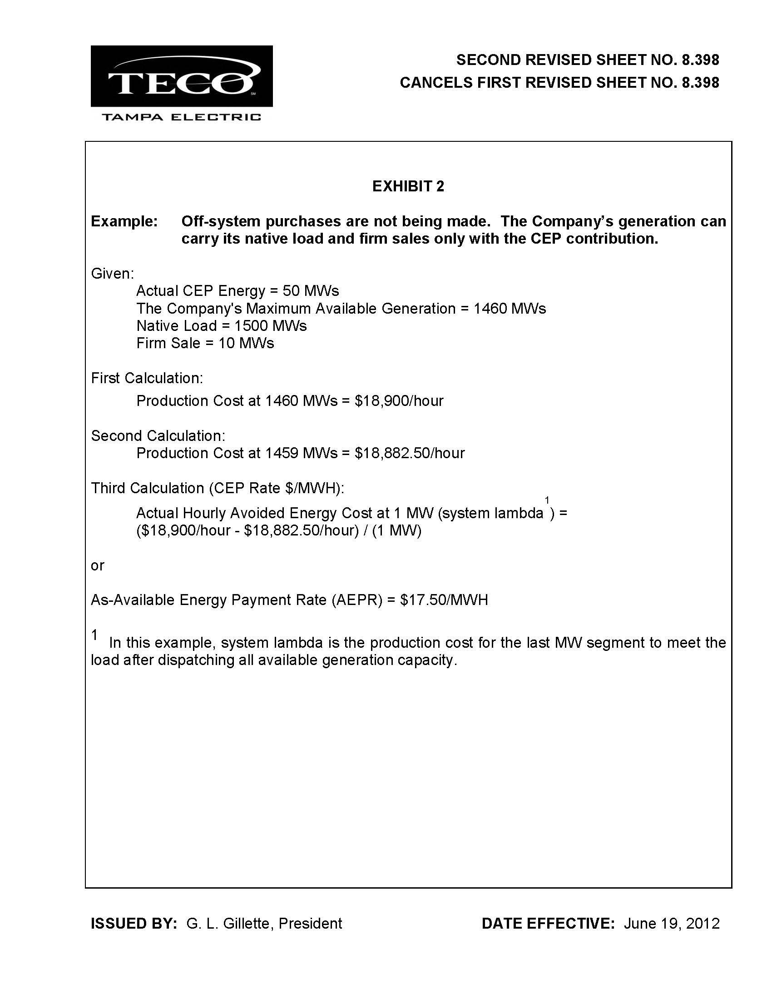 TECO
SM
TAMPA ELECTRIC
SECOND REVISED SHEET NO. 8.398
CANCELS FIRST REVISED SHEET NO. 8.398
EXHIBIT 2
Example: Off-system purchases are not being made. The Company’s generation can
carry its native load and firm sales only with the CEP contribution.
Given:
Actual CEP Energy = 50 MWs
The Company's Maximum Available Generation = 1460 MWs
Native Load = 1500 MWs
Firm Sale = 10 MWs
First Calculation:
Production Cost at 1460 MWs = $18,900/hour
Second Calculation:
Production Cost at 1459 MWs = $18,882.50/hour
Third Calculation (CEP Rate $/MWH):
Actual Hourly Avoided Energy Cost at 1 MW (system lambda¹) =
($18,900/hour - $18,882.50/hour) / (1 MW)
or
As-Available Energy Payment Rate (AEPR) = $17.50/MWH
¹ In this example, system lambda is the production cost for the last MW segment to meet the
load after dispatching all available generation capacity.
ISSUED BY: G. L. Gillette, President
DATE EFFECTIVE: June 19, 2012